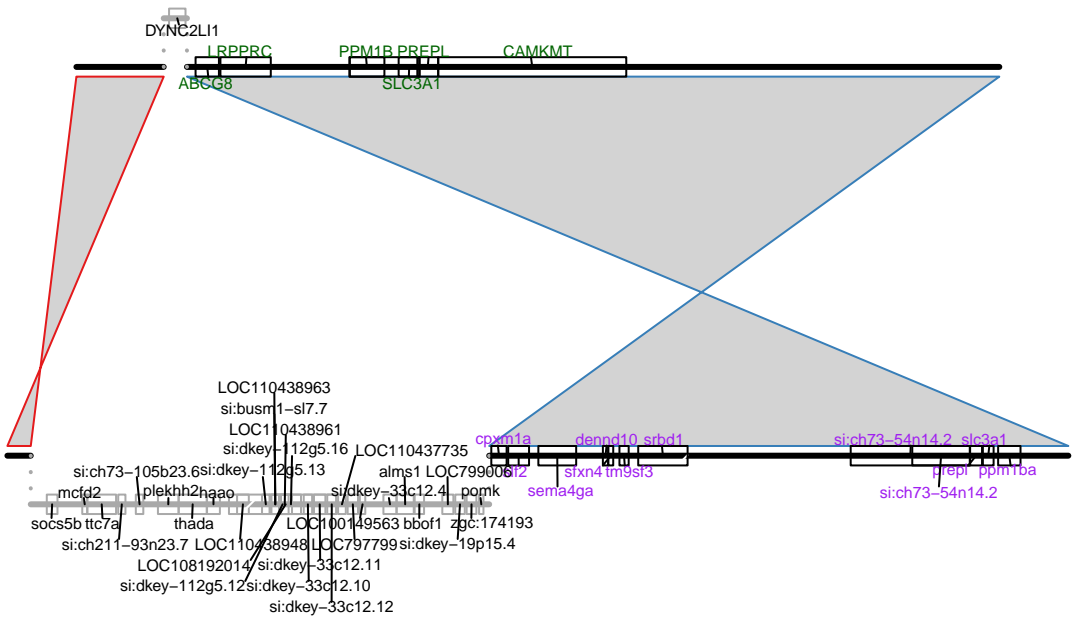 DYNC2LI1
LRPPRC PPM1B PREPL CAMKMT
ABCG8 SLC3A1
LOC110438963
si:busm1−sl7.7
LOC110438961
cpxm1a dennd10 srbd1 si:ch73−54n14.2 slc3a1
si:dkey−112g5.16 LOC110437735
si:ch73−105b23.6 si:dkey−112g5.13 alms1 LOC799006 sfxn4 tm9sf3 prepl ppm1ba
mcfd2 plekhh2 haao si:dkey−33c12.4 pomk sema4ga si:ch73−54n14.2
socs5b ttc7a thada LOC100149563 bbof1 zgc:174193
si:ch211−93n23.7 LOC110438948 LOC797799 si:dkey−19p15.4
LOC108192014 si:dkey−33c12.11
si:dkey−112g5.12 si:dkey−33c12.10
si:dkey−33c12.12